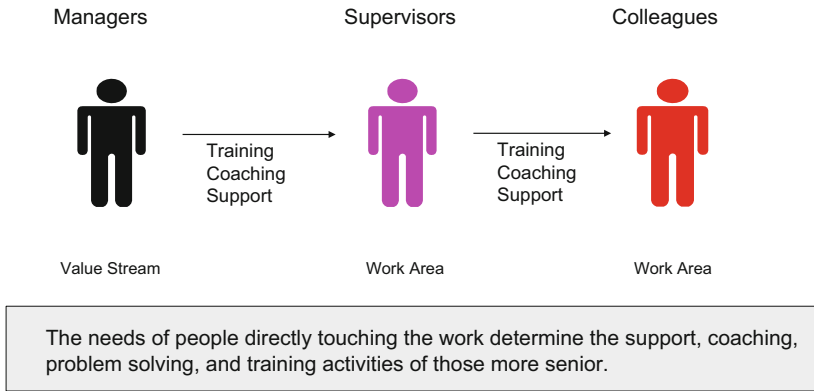 Managers
Supervisors
Colleagues
Training
Coaching
Support
Training
Coaching
Support
Value Stream
Work Area
Work Area
The needs of people directly touching the work determine the support, coaching,
problem solving, and training activities of those more senior.